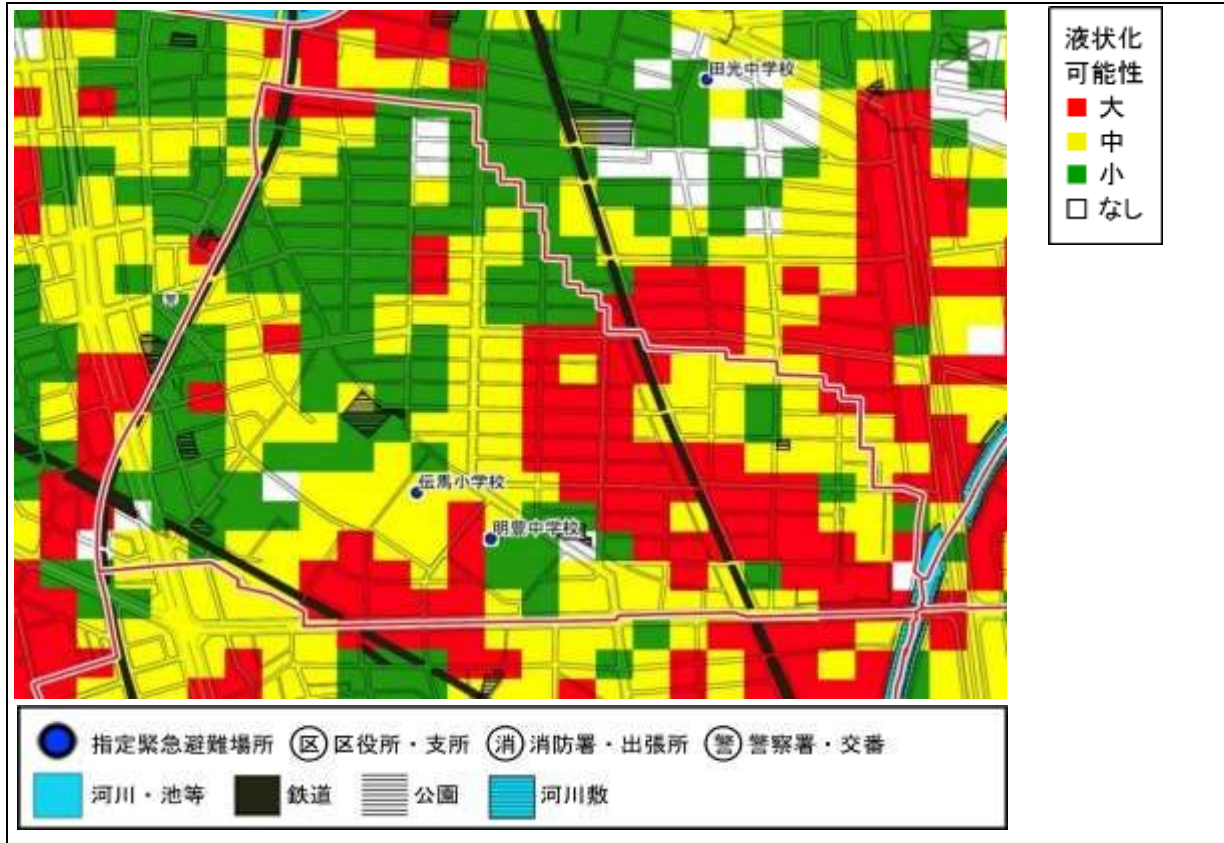 田光中学校
伝馬小学校
明豊中学校
液状化
可能性
大
中
小
なし
指定緊急避難場所
区 区役所・支所
消 消防署・出張所
警 警察署・交番
河川・池等
鉄道
公園
河川敷